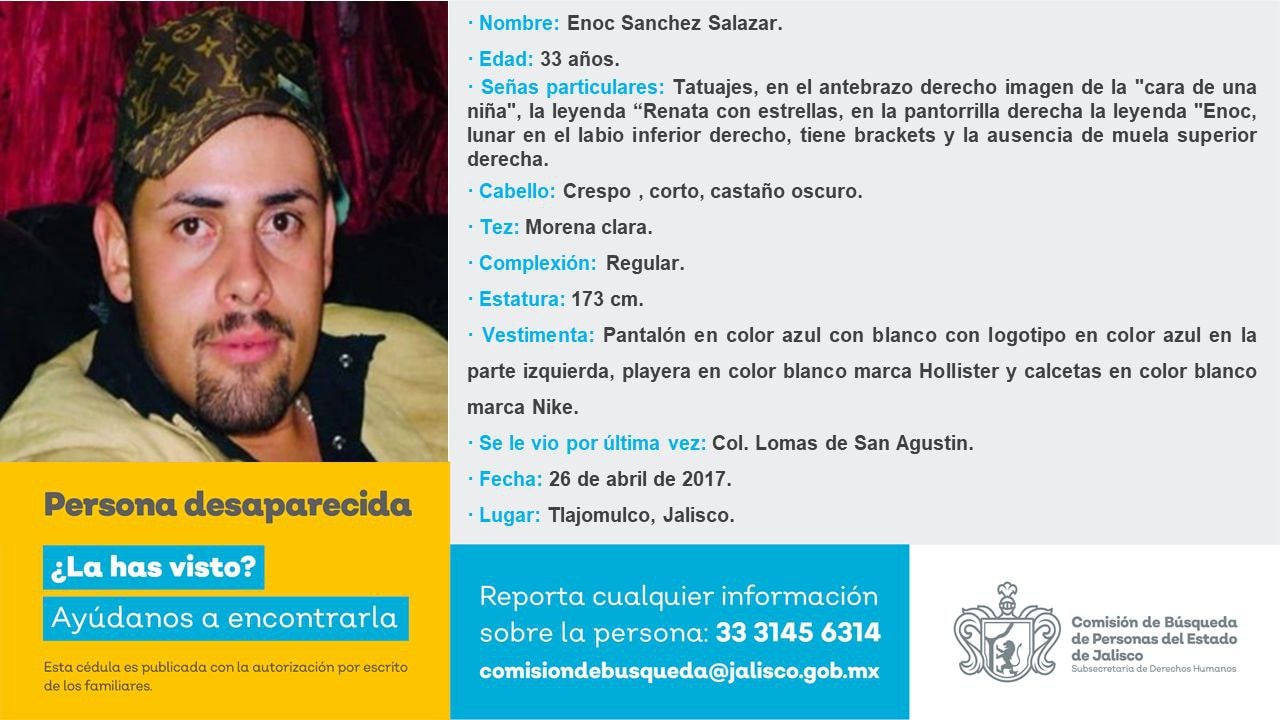 · Nombre: Enoc Sanchez Salazar.
· Edad: 33 años.
· Señas particulares: Tatuajes, en el antebrazo derecho imagen de la "cara de una
niña", la leyenda “Renata con estrellas, en la pantorrilla derecha la leyenda "Enoc,
lunar en el labio inferior derecho, tiene brackets y la ausencia de muela superior
derecha.
· Cabello: Crespo , corto, castaño oscuro.
· Tez: Morena clara.
· Complexión: Regular.
· Estatura: 173 cm.
· Vestimenta: Pantalón en color azul con blanco con logotipo en color azul en la
parte izquierda, playera en color blanco marca Hollister y calcetas en color blanco
marca Nike.
· Se le vio por última vez: Col. Lomas de San Agustin.
· Fecha: 26 de abril de 2017.
· Lugar: Tlajomulco, Jalisco.
Persona desaparecida
¿La has visto?
Ayúdanos a encontrarla
Esta cédula es publicada con la autorización por escrito
de los familiares.
Reporta cualquier información
sobre la persona: 33 3145 6314
comisiondebusqueda@jalisco.gob.mx
Comisión de Búsqueda
de Personas del Estado
de Jalisco
Subsecretaría de Derechos Humanos